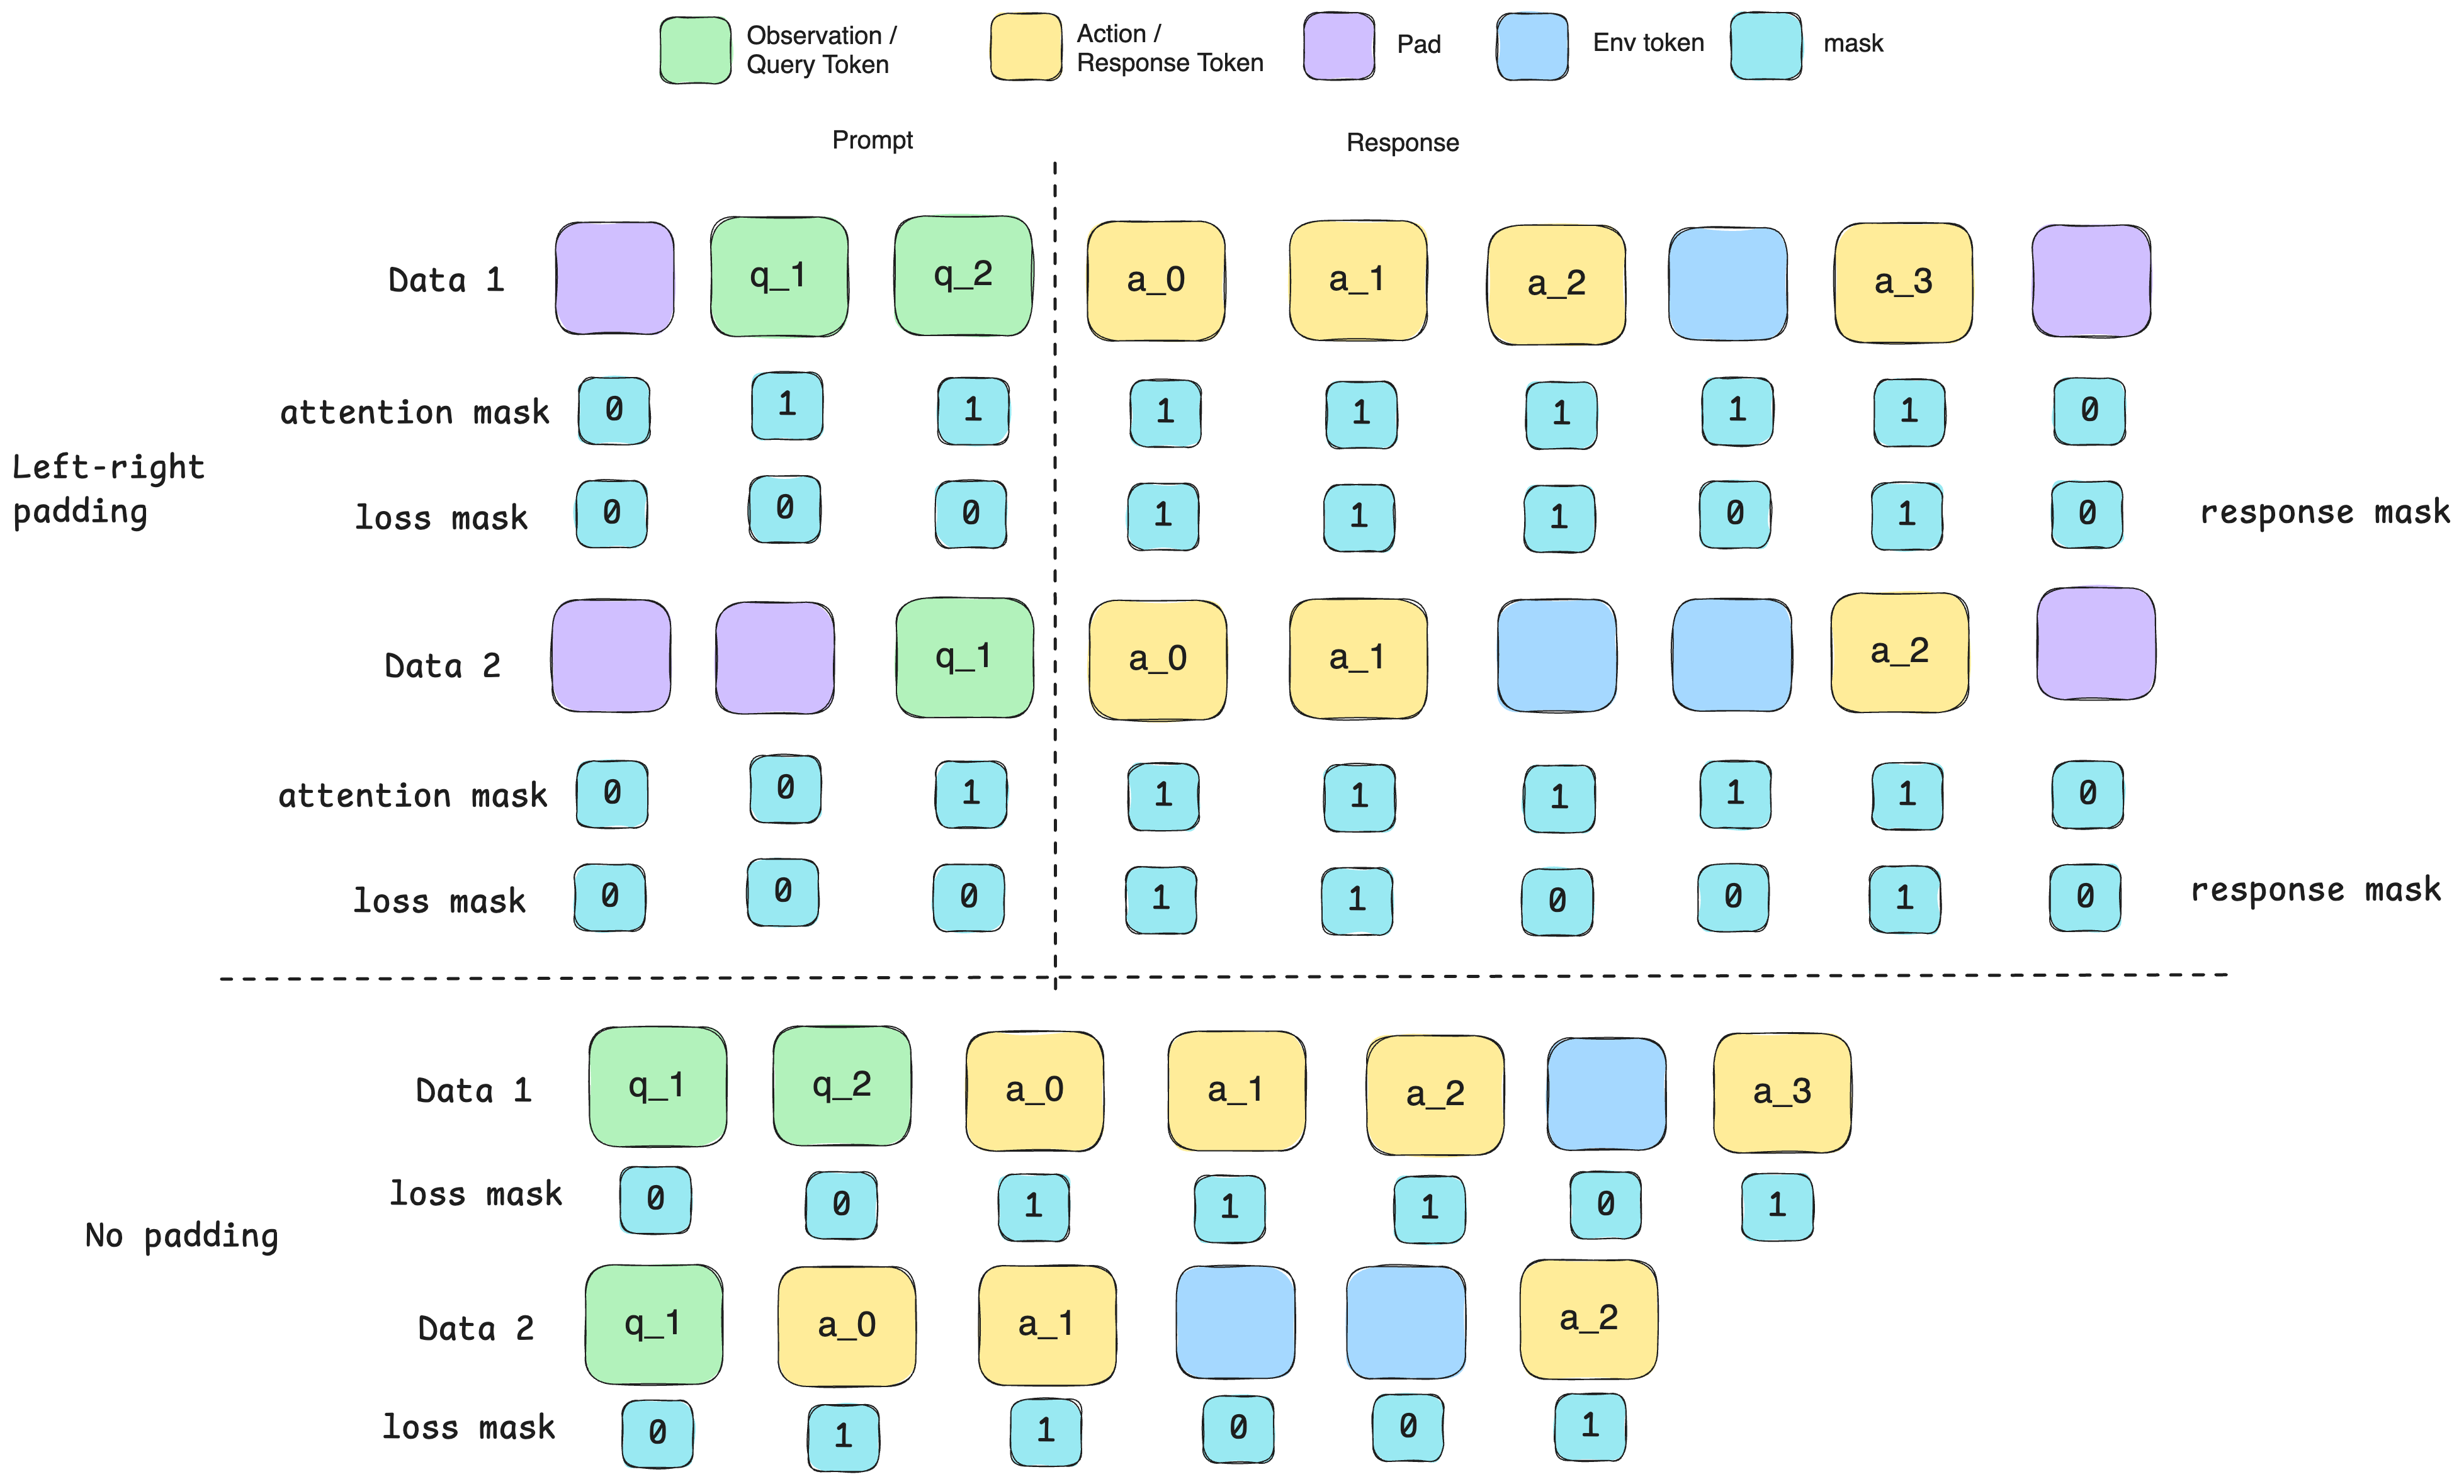 Observation /
Query Token
Action /
Response Token
Pad
Env token
mask
Prompt
Response
Data 1
q_1
q_2
a_0
a_1
a_2
a_3
attention mask
0 1 1 1 1 1 1 1 0
Left-right
padding
loss mask
0 0 0 1 1 1 0 1 0
response mask
Data 2
q_1
a_0
a_1
a_2
attention mask
0 0 1 1 1 1 1 1 0
loss mask
0 0 0 1 1 0 0 1 0
response mask
No padding
Data 1
q_1
q_2
a_0
a_1
a_2
a_3
loss mask
0 0 1 1 1 0 1
Data 2
q_1
a_0
a_1
a_2
loss mask
0 1 1 0 0 1